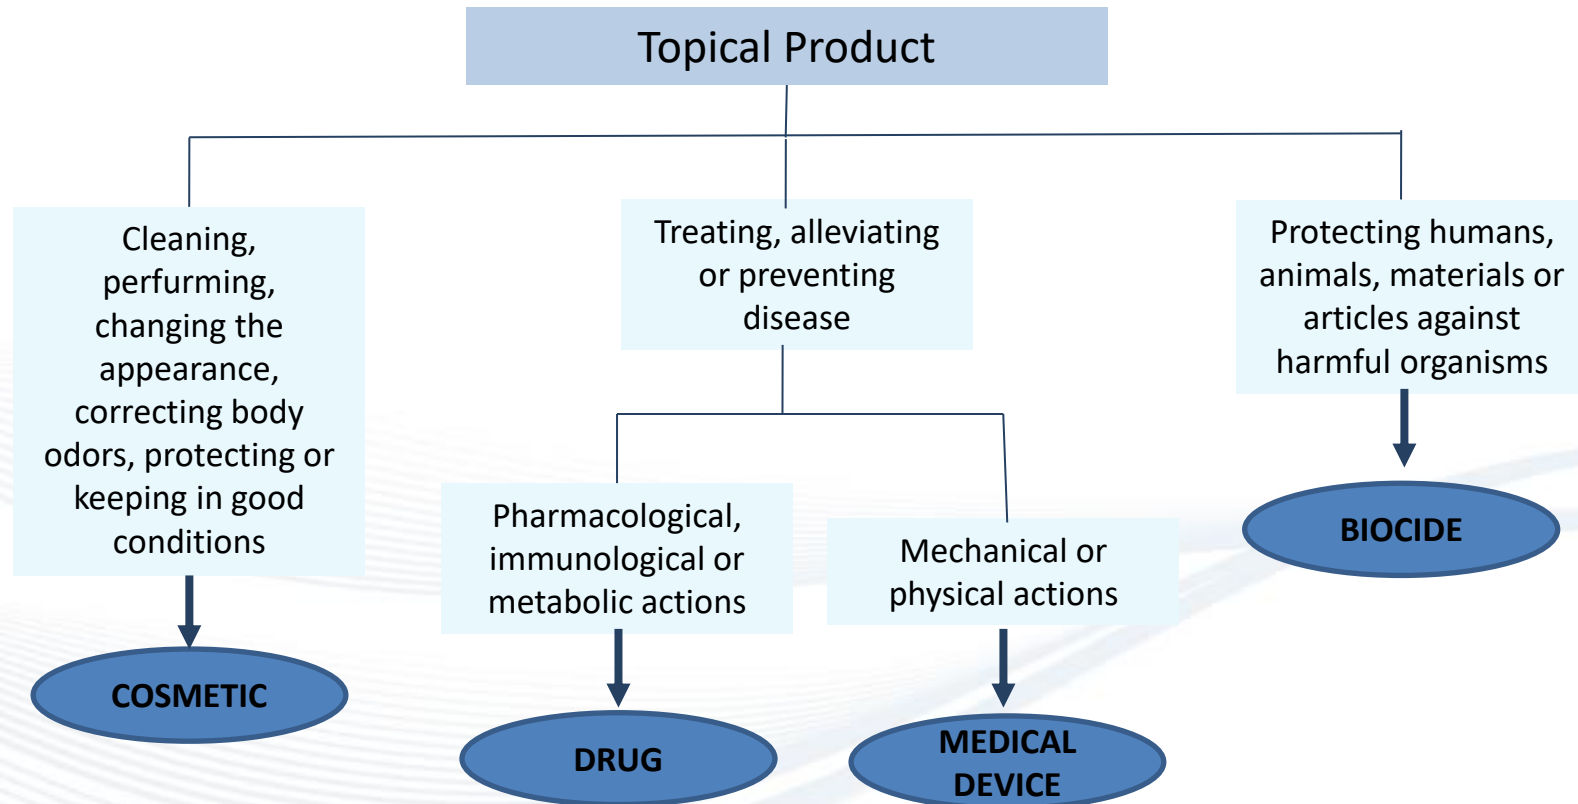 Topical Product
Cleaning,
perfurming,
changing the
appearance,
correcting body
odors, protecting or
keeping in good
conditions
COSMETIC
Treating, alleviating
or preventing
disease
Pharmacological,
immunological or
metabolic actions
DRUG
Mechanical or
physical actions
MEDICAL
DEVICE
Protecting humans,
animals, materials or
articles against
harmful organisms
BIOCIDE